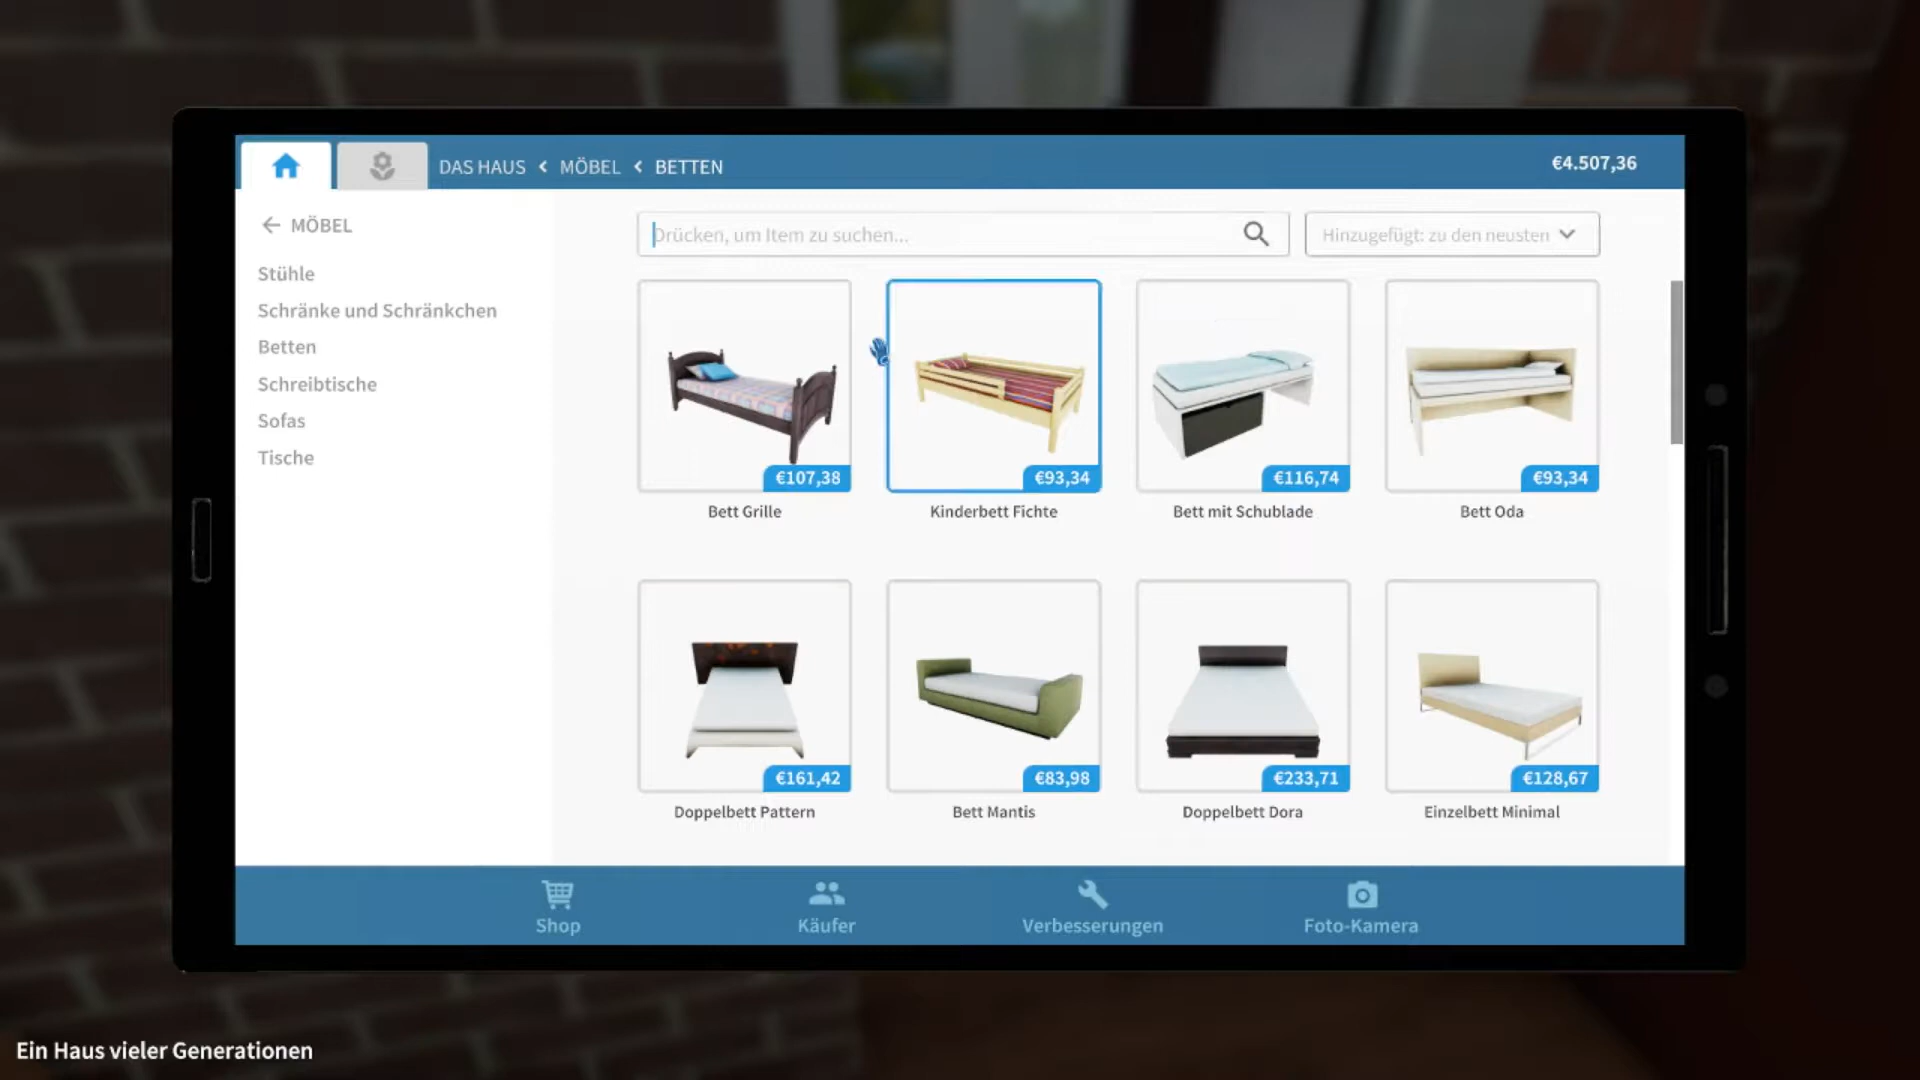 DAS HAUS < MÖBEL < BETTEN
€4.507,36
← MÖBEL
Stühle
Schränke und Schränkchen
Betten
Schreibtische
Sofas
Tische
Drücken, um Item zu suchen...
Hinzugefügt: zu den neusten
€107,38
€93,34
€116,74
€93,34
Bett Grille
Kinderbett Fichte
Bett mit Schublade
Bett Oda
€161,42
€83,98
€233,71
€128,67
Doppelbett Pattern
Bett Mantis
Doppelbett Dora
Einzelbett Minimal
Shop
Käufer
Verbesserungen
Foto-Kamera
Ein Haus vieler Generationen